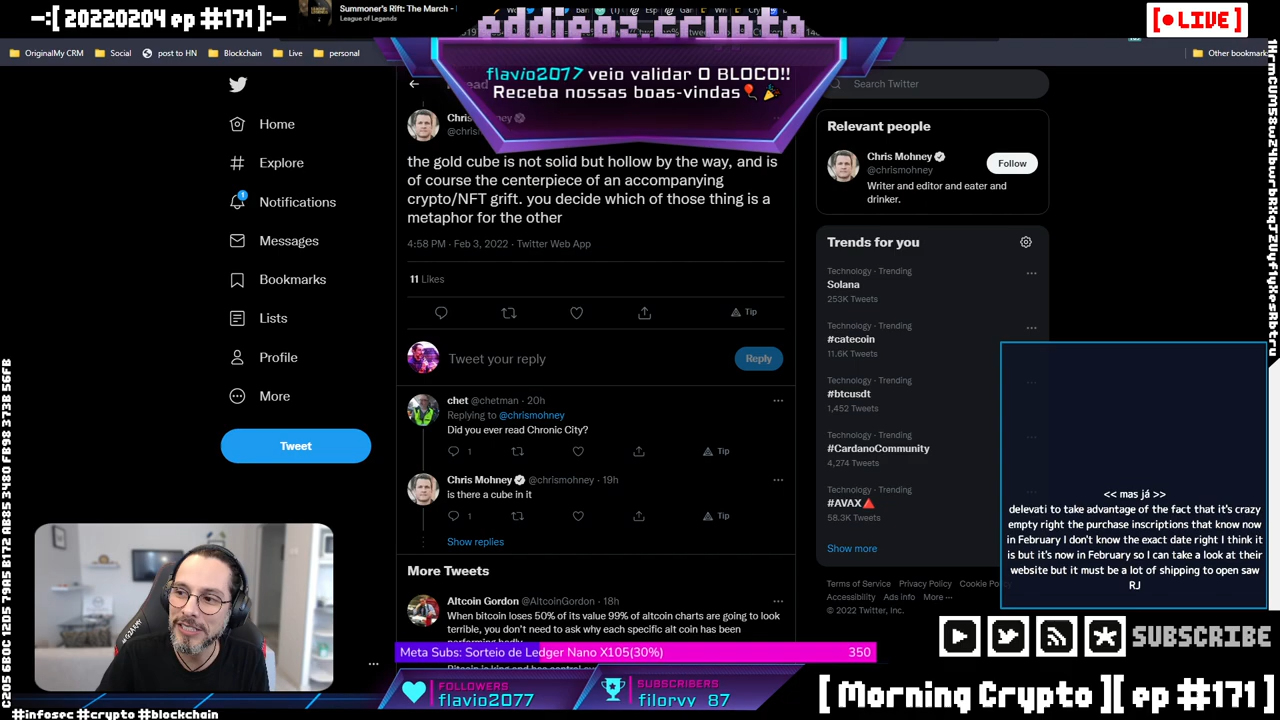 -:[ 20220204 ep #171 ]:-
Summoner's Rift: The March -
League of Legends
eddieoz.crypto
[●LIVE]
OriginalMy CRM
Social
post to HN
Blockchain
Live
personal
Other bookmark
flavio2077 veio validar O BLOCO!!
Receba nossas boas-vindas🎈🎉
Search Twitter
Home
Explore
1
Notifications
Messages
Bookmarks
Lists
Profile
More
Tweet
the gold cube is not solid but hollow by the way, and is
of course the centerpiece of an accompanying
crypto/NFT grift. you decide which of those thing is a
metaphor for the other
4:58 PM · Feb 3, 2022 · Twitter Web App
11 Likes
Tip
Tweet your reply
Reply
chet @chetman · 20h
Replying to @chrismohney
Did you ever read Chronic City?
1
Tip
Chris Mohney @chrismohney · 19h
is there a cube in it
1
Tip
Show replies
More Tweets
Altcoin Gordon @AltcoinGordon · 18h
When bitcoin loses 50% of its value 99% of altcoin charts are going to look
terrible, you don't need to ask why each specific alt coin has been
Relevant people
Chris Mohney
@chrismohney
Follow
Writer and editor and eater and
drinker.
Trends for you
Technology · Trending
Solana
253K Tweets
Technology · Trending
#catecoin
11.6K Tweets
Technology · Trending
#btcusdt
1,452 Tweets
Technology · Trending
#CardanoCommunity
4,274 Tweets
Technology · Trending
#AVAX🔺
58.3K Tweets
Show more
Terms of Service Privacy Policy
Accessibility Ads info More ···
© 2022 Twitter, Inc.
<< mas já >>
delevati to take advantage of the fact that it's crazy
empty right the purchase inscriptions that know now
in February I don't know the exact date right I think it
is but it's now in February so I can take a look at their
website but it must be a lot of shipping to open saw
RJ
SUBSCRIBE
Meta Subs: Sorteio de Ledger Nano X105(30%)
350
FOLLOWERS
flavio2077
SUBSCRIBERS
filorvy 87
[ Morning Crypto ][ ep #171 ]
#infosec #crypto #blockchain